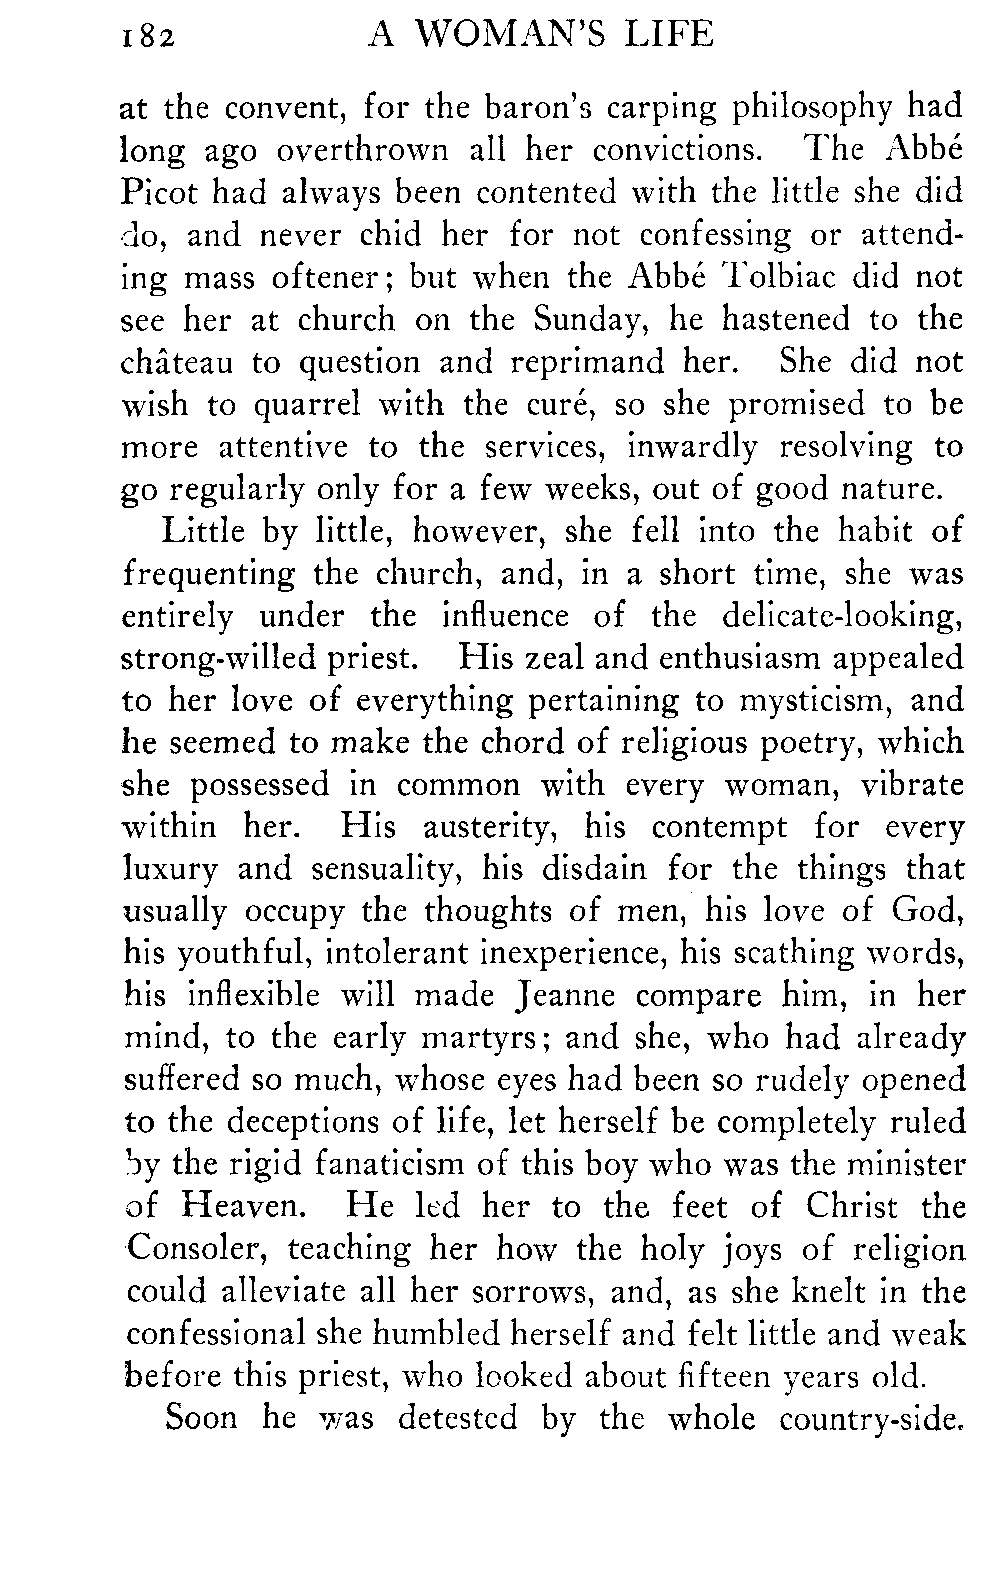 182 A WOMAN'S LIFE
at the convent, for the baron's carping philosophy had
long ago overthrown all her convictions. The Abbé
Picot had always been contented with the little she did
do, and never chid her for not confessing or attend-
ing mass oftener; but when the Abbé Tolbiac did not
see her at church on the Sunday, he hastened to the
château to question and reprimand her. She did not
wish to quarrel with the curé, so she promised to be
more attentive to the services, inwardly resolving to
go regularly only for a few weeks, out of good nature.
Little by little, however, she fell into the habit of
frequenting the church, and, in a short time, she was
entirely under the influence of the delicate-looking,
strong-willed priest. His zeal and enthusiasm appealed
to her love of everything pertaining to mysticism, and
he seemed to make the chord of religious poetry, which
she possessed in common with every woman, vibrate
within her. His austerity, his contempt for every
luxury and sensuality, his disdain for the things that
usually occupy the thoughts of men, his love of God,
his youthful, intolerant inexperience, his scathing words,
his inflexible will made Jeanne compare him, in her
mind, to the early martyrs; and she, who had already
suffered so much, whose eyes had been so rudely opened
to the deceptions of life, let herself be completely ruled
by the rigid fanaticism of this boy who was the minister
of Heaven. He led her to the feet of Christ the
Consoler, teaching her how the holy joys of religion
could alleviate all her sorrows, and, as she knelt in the
confessional she humbled herself and felt little and weak
before this priest, who looked about fifteen years old.
Soon he was detested by the whole country-side.